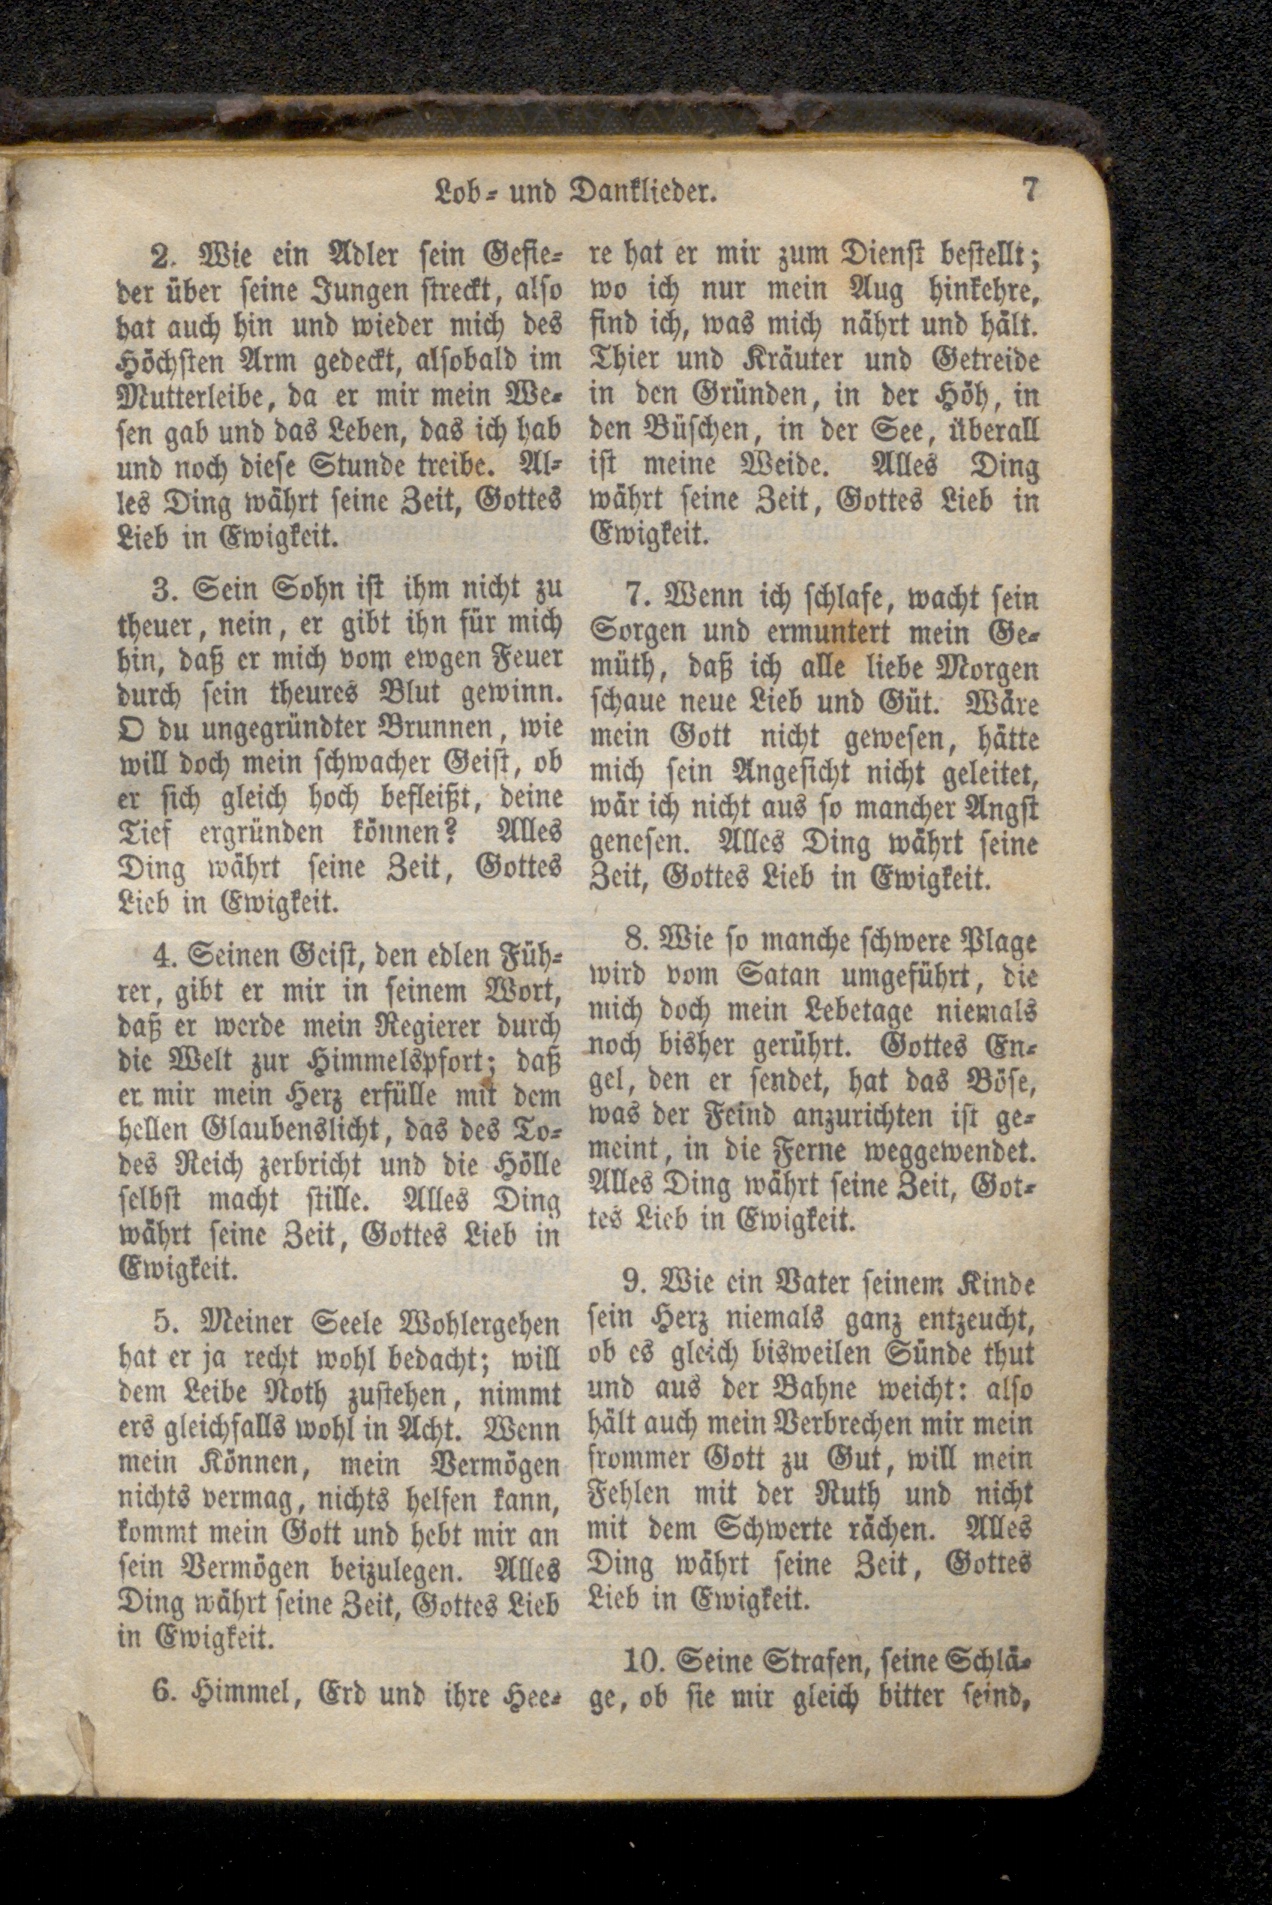 Lob- und Danklieder. 7
2. Wie ein Adler sein Gefie-
der über seine Jungen streckt, also
hat auch hin und wieder mich des
Höchsten Arm gedeckt, alsobald im
Mutterleibe, da er mir mein We-
sen gab und das Leben, das ich hab
und noch diese Stunde treibe. Al-
les Ding währt seine Zeit, Gottes
Lieb in Ewigkeit.
3. Sein Sohn ist ihm nicht zu
theuer, nein, er gibt ihn für mich
hin, daß er mich vom ewgen Feuer
durch sein theures Blut gewinn.
O du ungegründter Brunnen, wie
will doch mein schwacher Geist, ob
er sich gleich hoch befleißt, deine
Tief ergründen können? Alles
Ding währt seine Zeit, Gottes
Lieb in Ewigkeit.
4. Seinen Geist, den edlen Füh-
rer, gibt er mir in seinem Wort,
daß er werde mein Regierer durch
die Welt zur Himmelspfort; daß
er mir mein Herz erfülle mit dem
hellen Glaubenslicht, das des To-
des Reich zerbricht und die Hölle
selbst macht stille. Alles Ding
währt seine Zeit, Gottes Lieb in
Ewigkeit.
5. Meiner Seele Wohlergehen
hat er ja recht wohl bedacht; will
dem Leibe Noth zustehen, nimmt
ers gleichfalls wohl in Acht. Wenn
mein Können, mein Vermögen
nichts vermag, nichts helfen kann,
kommt mein Gott und hebt mir an
sein Vermögen beizulegen. Alles
Ding währt seine Zeit, Gottes Lieb
in Ewigkeit.
6. Himmel, Erd und ihre Hee-
re hat er mir zum Dienst bestellt;
wo ich nur mein Aug hinkehre,
find ich, was mich nährt und hält.
Thier und Kräuter und Getreide
in den Gründen, in der Höh, in
den Büschen, in der See, überall
ist meine Weide. Alles Ding
währt seine Zeit, Gottes Lieb in
Ewigkeit.
7. Wenn ich schlafe, wacht sein
Sorgen und ermuntert mein Ge-
müth, daß ich alle liebe Morgen
schaue neue Lieb und Güt. Wäre
mein Gott nicht gewesen, hätte
mich sein Angesicht nicht geleitet,
wär ich nicht aus so mancher Angst
genesen. Alles Ding währt seine
Zeit, Gottes Lieb in Ewigkeit.
8. Wie so manche schwere Plage
wird vom Satan umgeführt, die
mich doch mein Lebetage niemals
noch bisher gerührt. Gottes En-
gel, den er sendet, hat das Böse,
was der Feind anzurichten ist ge-
meint, in die Ferne weggewendet.
Alles Ding währt seine Zeit, Got-
tes Lieb in Ewigkeit.
9. Wie ein Vater seinem Kinde
sein Herz niemals ganz entzeucht,
ob es gleich bisweilen Sünde thut
und aus der Bahne weicht: also
hält auch mein Verbrechen mir mein
frommer Gott zu Gut, will mein
Fehlen mit der Ruth und nicht
mit dem Schwerte rächen. Alles
Ding währt seine Zeit, Gottes
Lieb in Ewigkeit.
10. Seine Strafen, seine Schlä-
ge, ob sie mir gleich bitter seind,